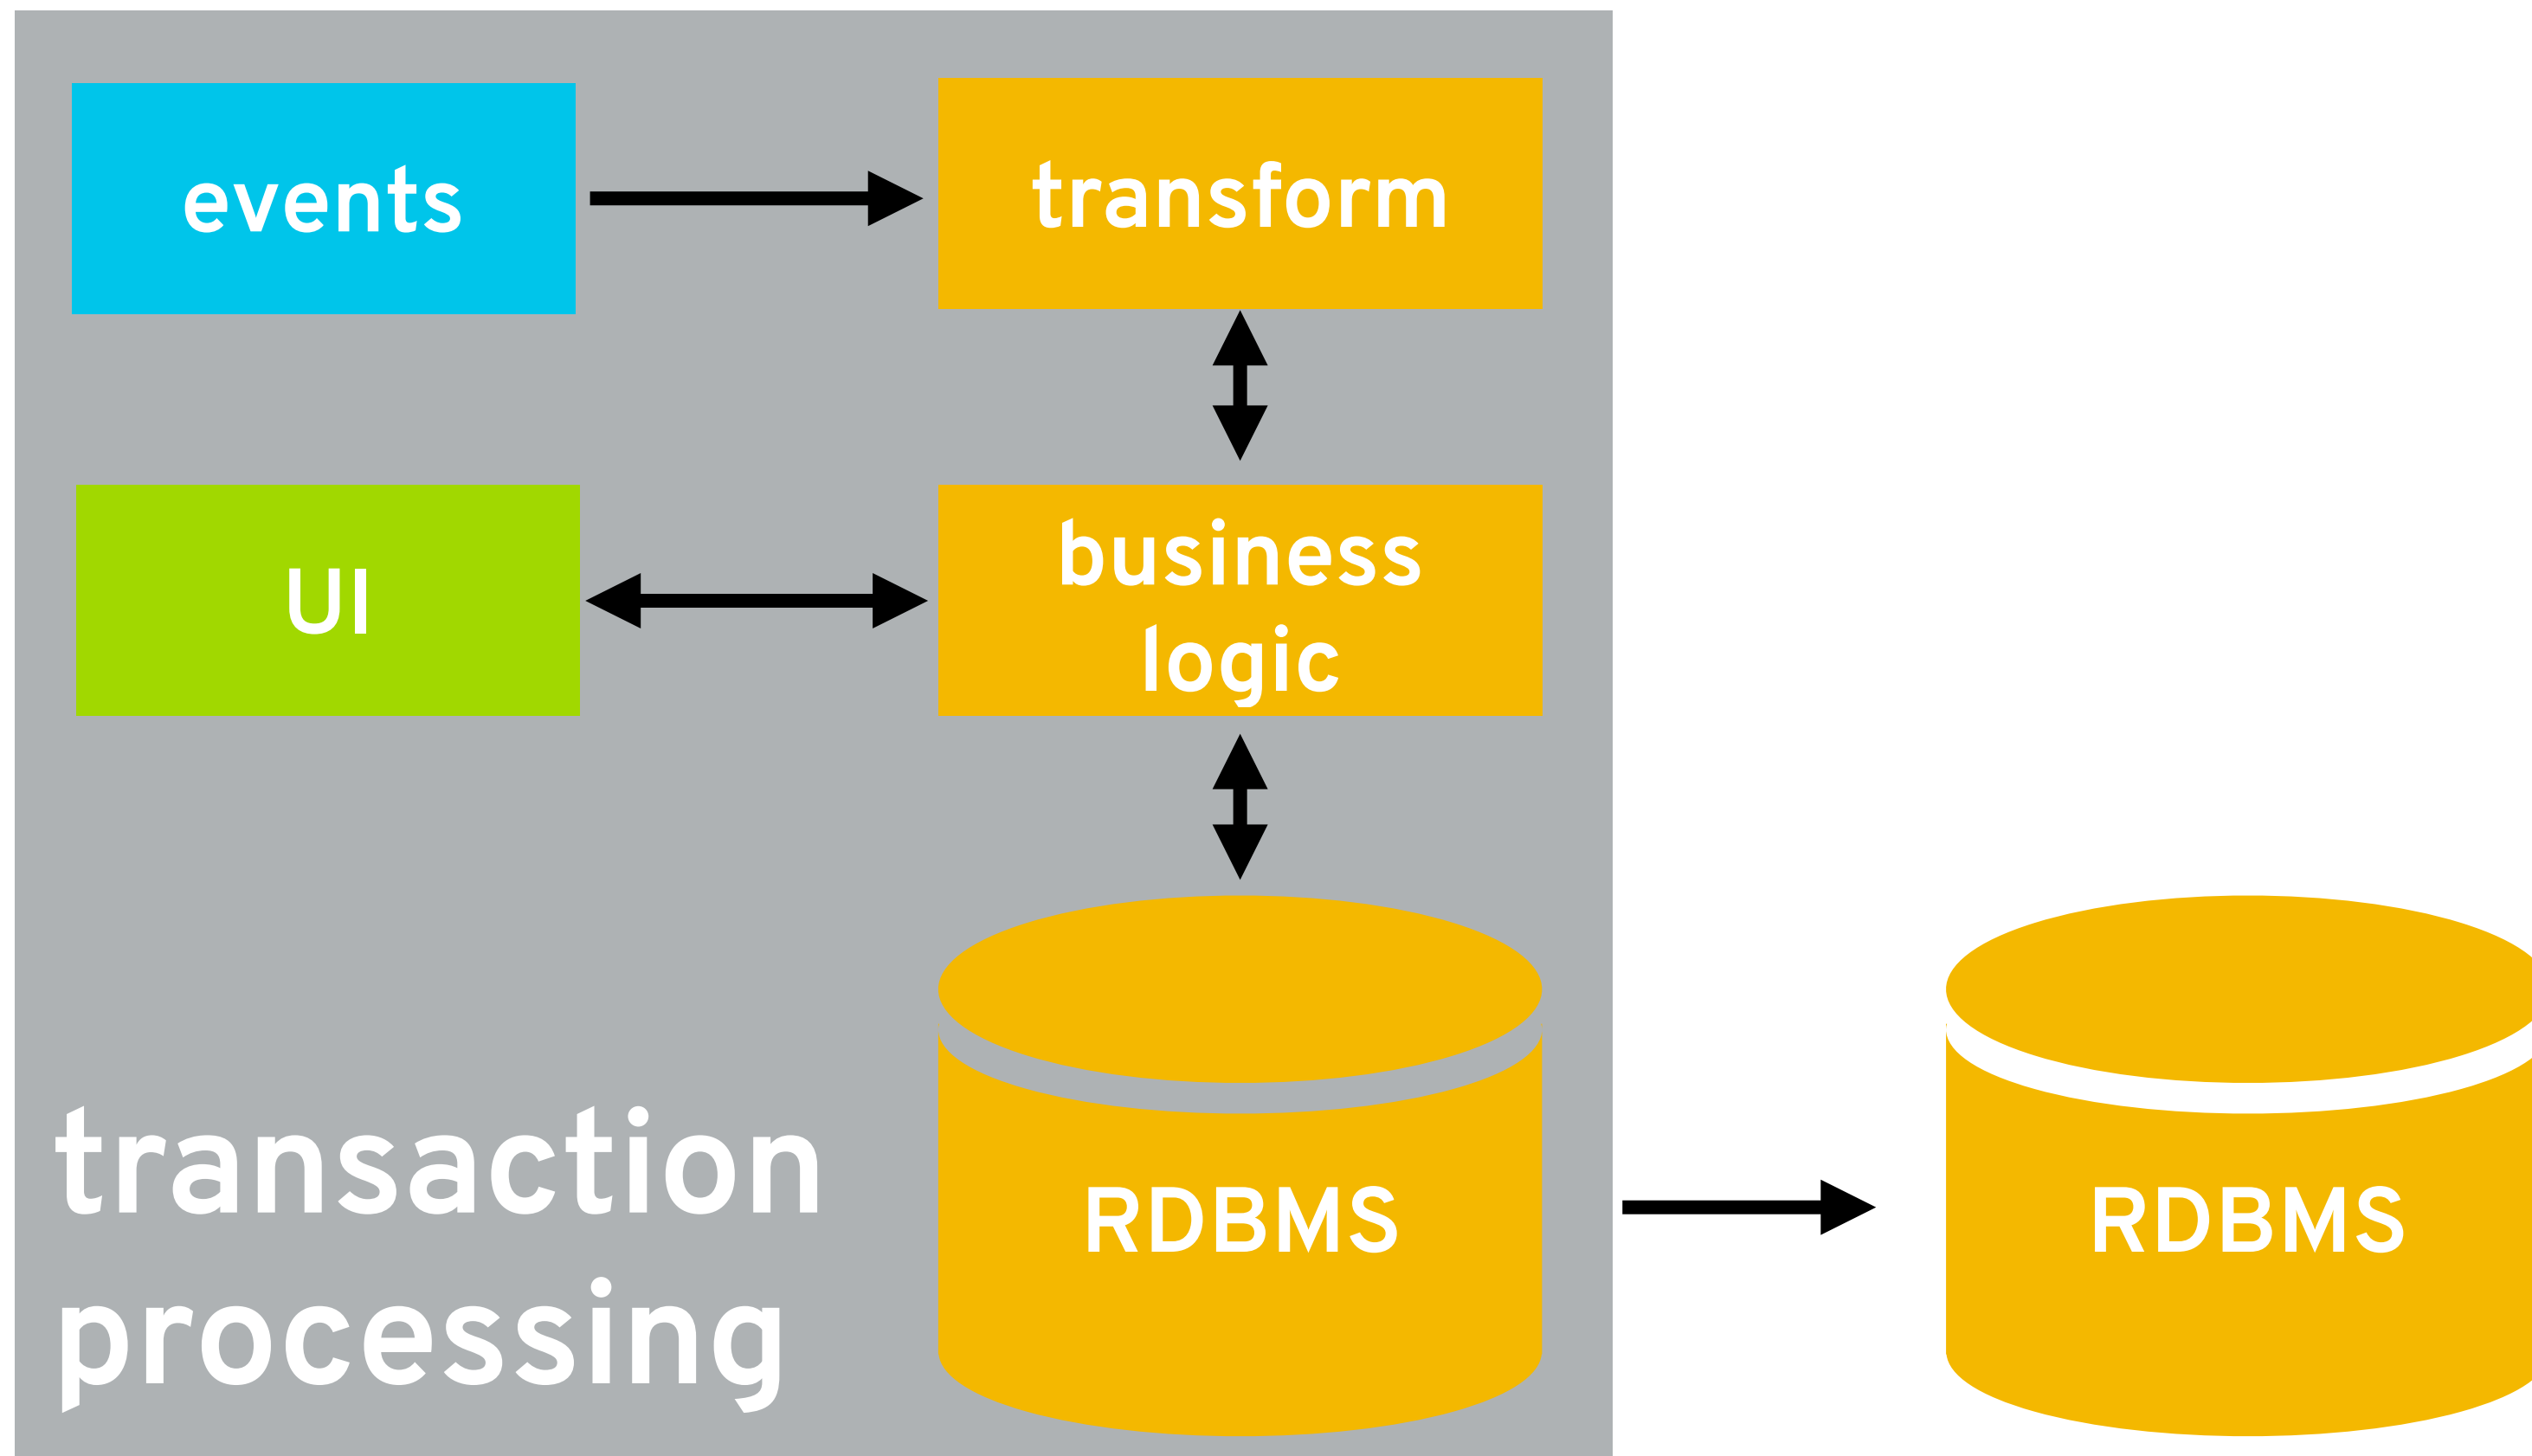 events
transform
UI
business
logic
transaction
processing
RDBMS
RDBMS